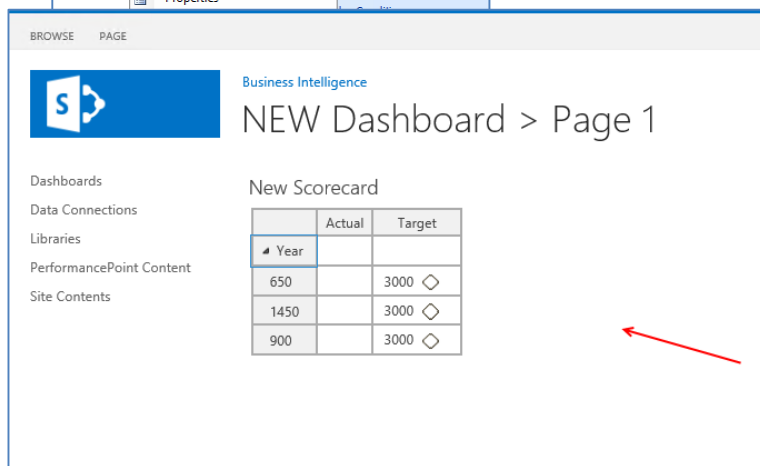 Properties
BROWSE PAGE
S
Business Intelligence
NEW Dashboard > Page 1
Dashboards
Data Connections
Libraries
PerformancePoint Content
Site Contents
New Scorecard
Actual Target
Year
650 3000
1450 3000
900 3000